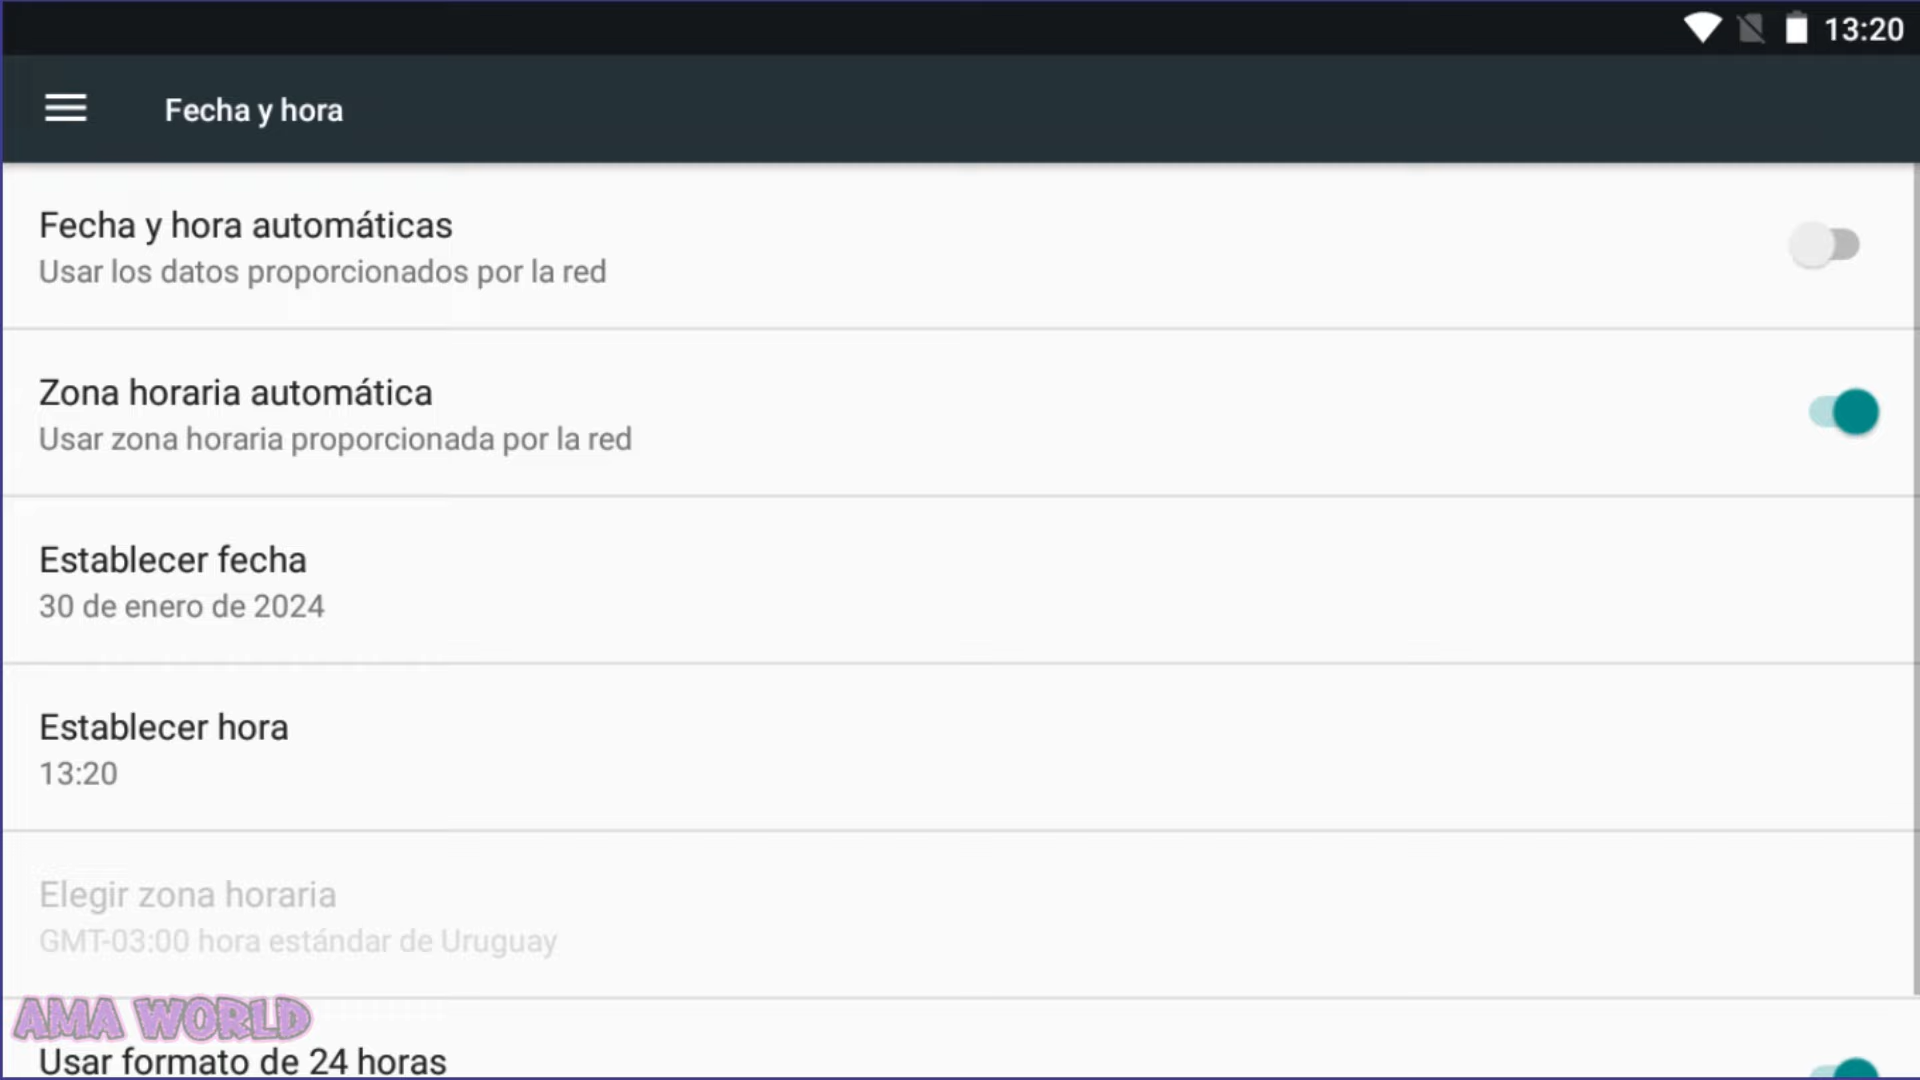 13:20
Fecha y hora
Fecha y hora automáticas
Usar los datos proporcionados por la red
Zona horaria automática
Usar zona horaria proporcionada por la red
Establecer fecha
30 de enero de 2024
Establecer hora
13:20
Elegir zona horaria
GMT-03:00 hora estándar de Uruguay
AMA WORLD
Usar formato de 24 horas